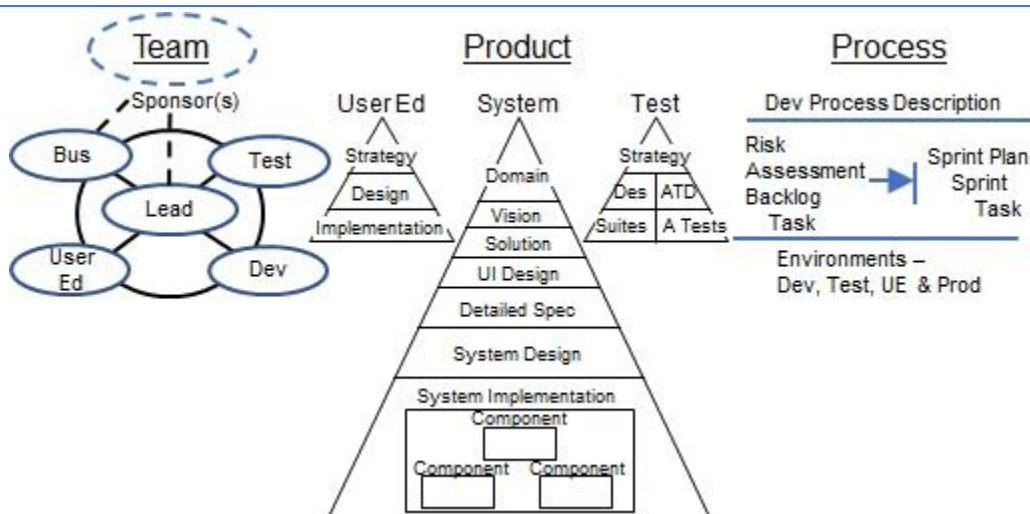 Team
Product
Process
Sponsor(s)
Bus
Test
Lead
User
Ed
Dev
User Ed
System
Test
Strategy
Design
Implementation
Domain
Vision
Solution
UI Design
Detailed Spec
System Design
System Implementation
Component
Component
Component
Strategy
Des
ATD
Suites
A Tests
Dev Process Description
Risk
Assessment
Backlog
Task
Sprint Plan
Sprint
Task
Environments –
Dev, Test, UE & Prod